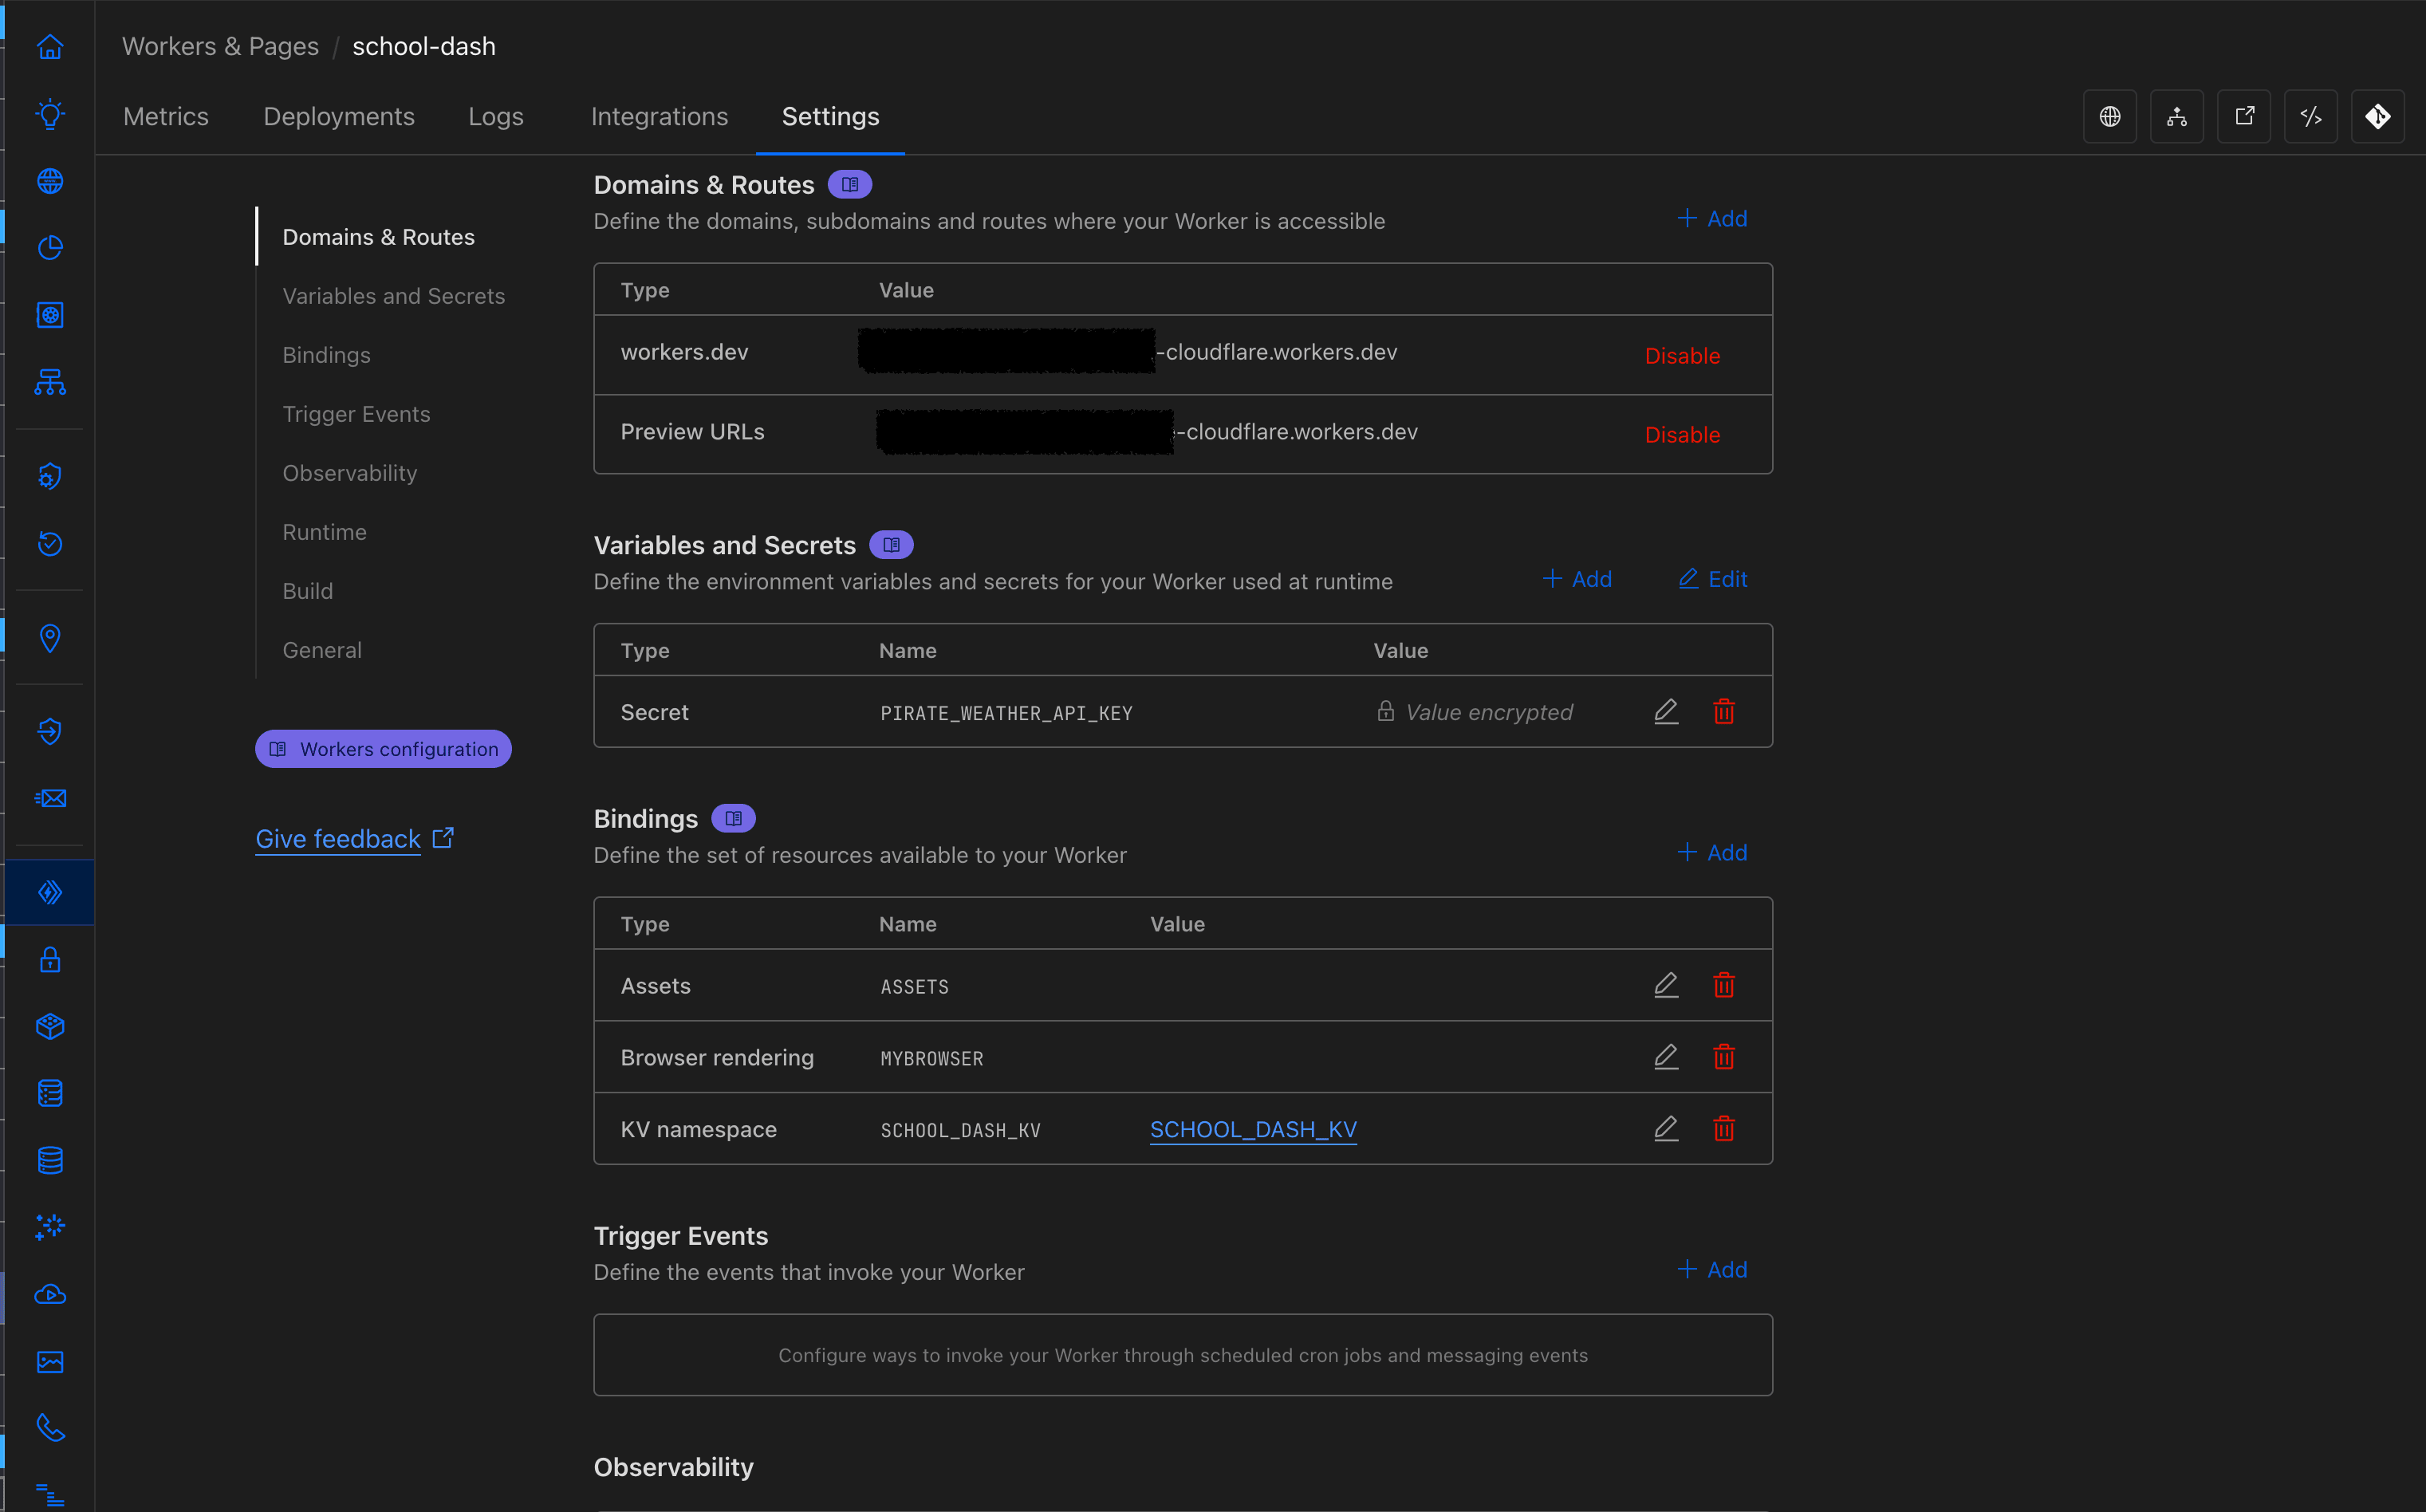 Workers & Pages / school-dash
Metrics Deployments Logs Integrations Settings
Domains & Routes
Variables and Secrets
Bindings
Trigger Events
Observability
Runtime
Build
General
Workers configuration
Give feedback
Domains & Routes
Define the domains, subdomains and routes where your Worker is accessible
+ Add
Type Value
workers.dev -cloudflare.workers.dev Disable
Preview URLs -cloudflare.workers.dev Disable
Variables and Secrets
Define the environment variables and secrets for your Worker used at runtime
+ Add Edit
Type Name Value
Secret PIRATE_WEATHER_API_KEY Value encrypted
Bindings
Define the set of resources available to your Worker
+ Add
Type Name Value
Assets ASSETS
Browser rendering MYBROWSER
KV namespace SCHOOL_DASH_KV SCHOOL_DASH_KV
Trigger Events
Define the events that invoke your Worker
+ Add
Configure ways to invoke your Worker through scheduled cron jobs and messaging events
Observability